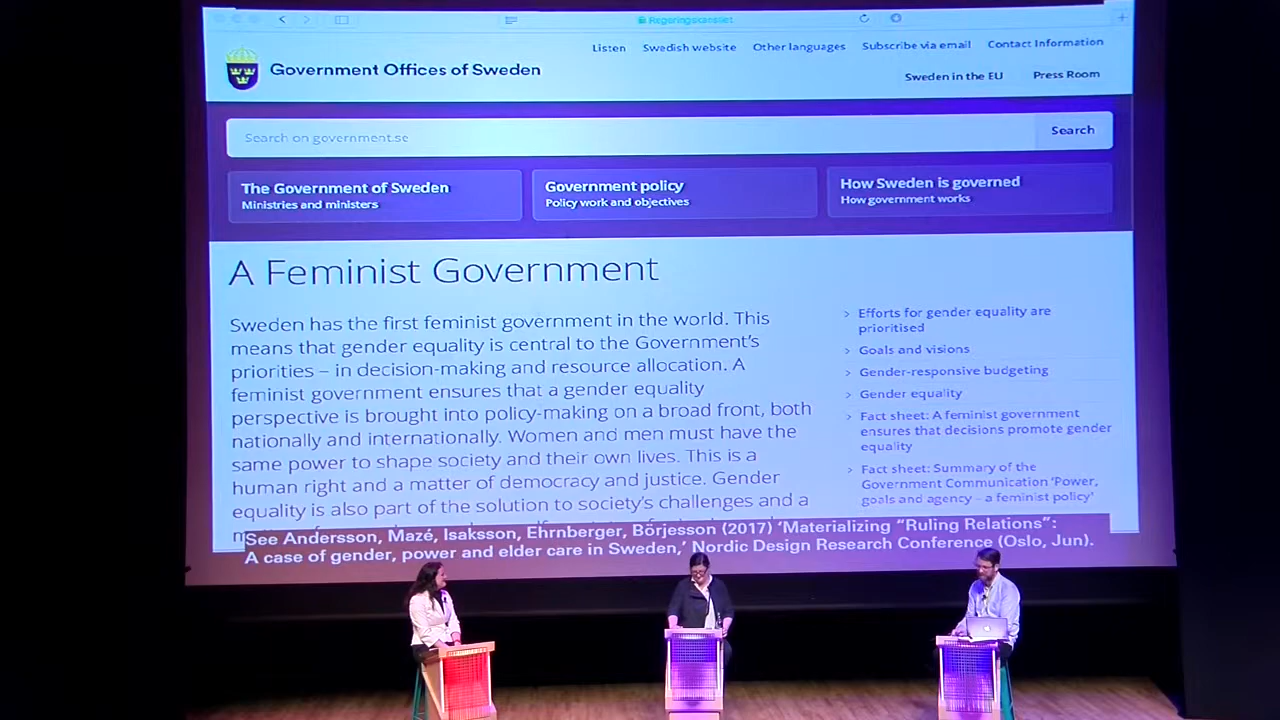 Regeringskansliet
Listen Swedish website Other languages Subscribe via email Contact Information
Government Offices of Sweden
Sweden in the EU Press Room
Search on government.se
Search
The Government of Sweden
Ministries and ministers
Government policy
Policy work and objectives
How Sweden is governed
How government works
A Feminist Government
Sweden has the first feminist government in the world. This
means that gender equality is central to the Government’s
priorities – in decision-making and resource allocation. A
feminist government ensures that a gender equality
perspective is brought into policy-making on a broad front, both
nationally and internationally. Women and men must have the
same power to shape society and their own lives. This is a
human right and a matter of democracy and justice. Gender
equality is also part of the solution to society’s challenges and a
> Efforts for gender equality are
prioritised
> Goals and visions
> Gender-responsive budgeting
> Gender equality
> Fact sheet: A feminist government
ensures that decisions promote gender
equality
> Fact sheet: Summary of the
Government Communication ‘Power,
goals and agency – a feminist policy’
See Andersson, Mazé, Isaksson, Ehrnberger, Börjesson (2017) ‘Materializing “Ruling Relations”:
A case of gender, power and elder care in Sweden,’ Nordic Design Research Conference (Oslo, Jun).